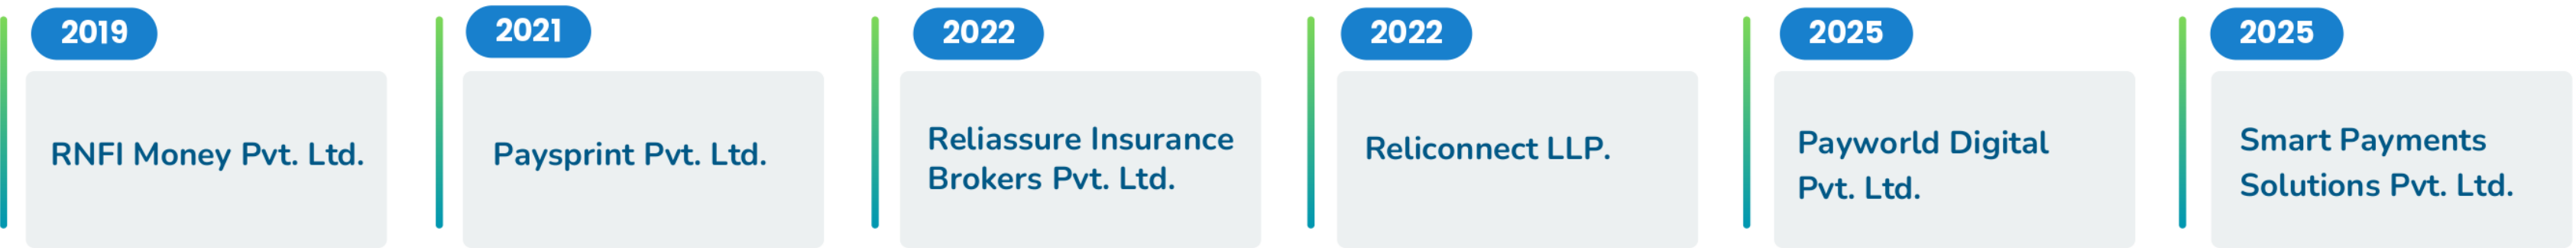 2019
RNFI Money Pvt. Ltd.
2021
Paysprint Pvt. Ltd.
2022
Reliassure Insurance
Brokers Pvt. Ltd.
2022
Reliconnect LLP.
2025
Payworld Digital
Pvt. Ltd.
2025
Smart Payments
Solutions Pvt. Ltd.